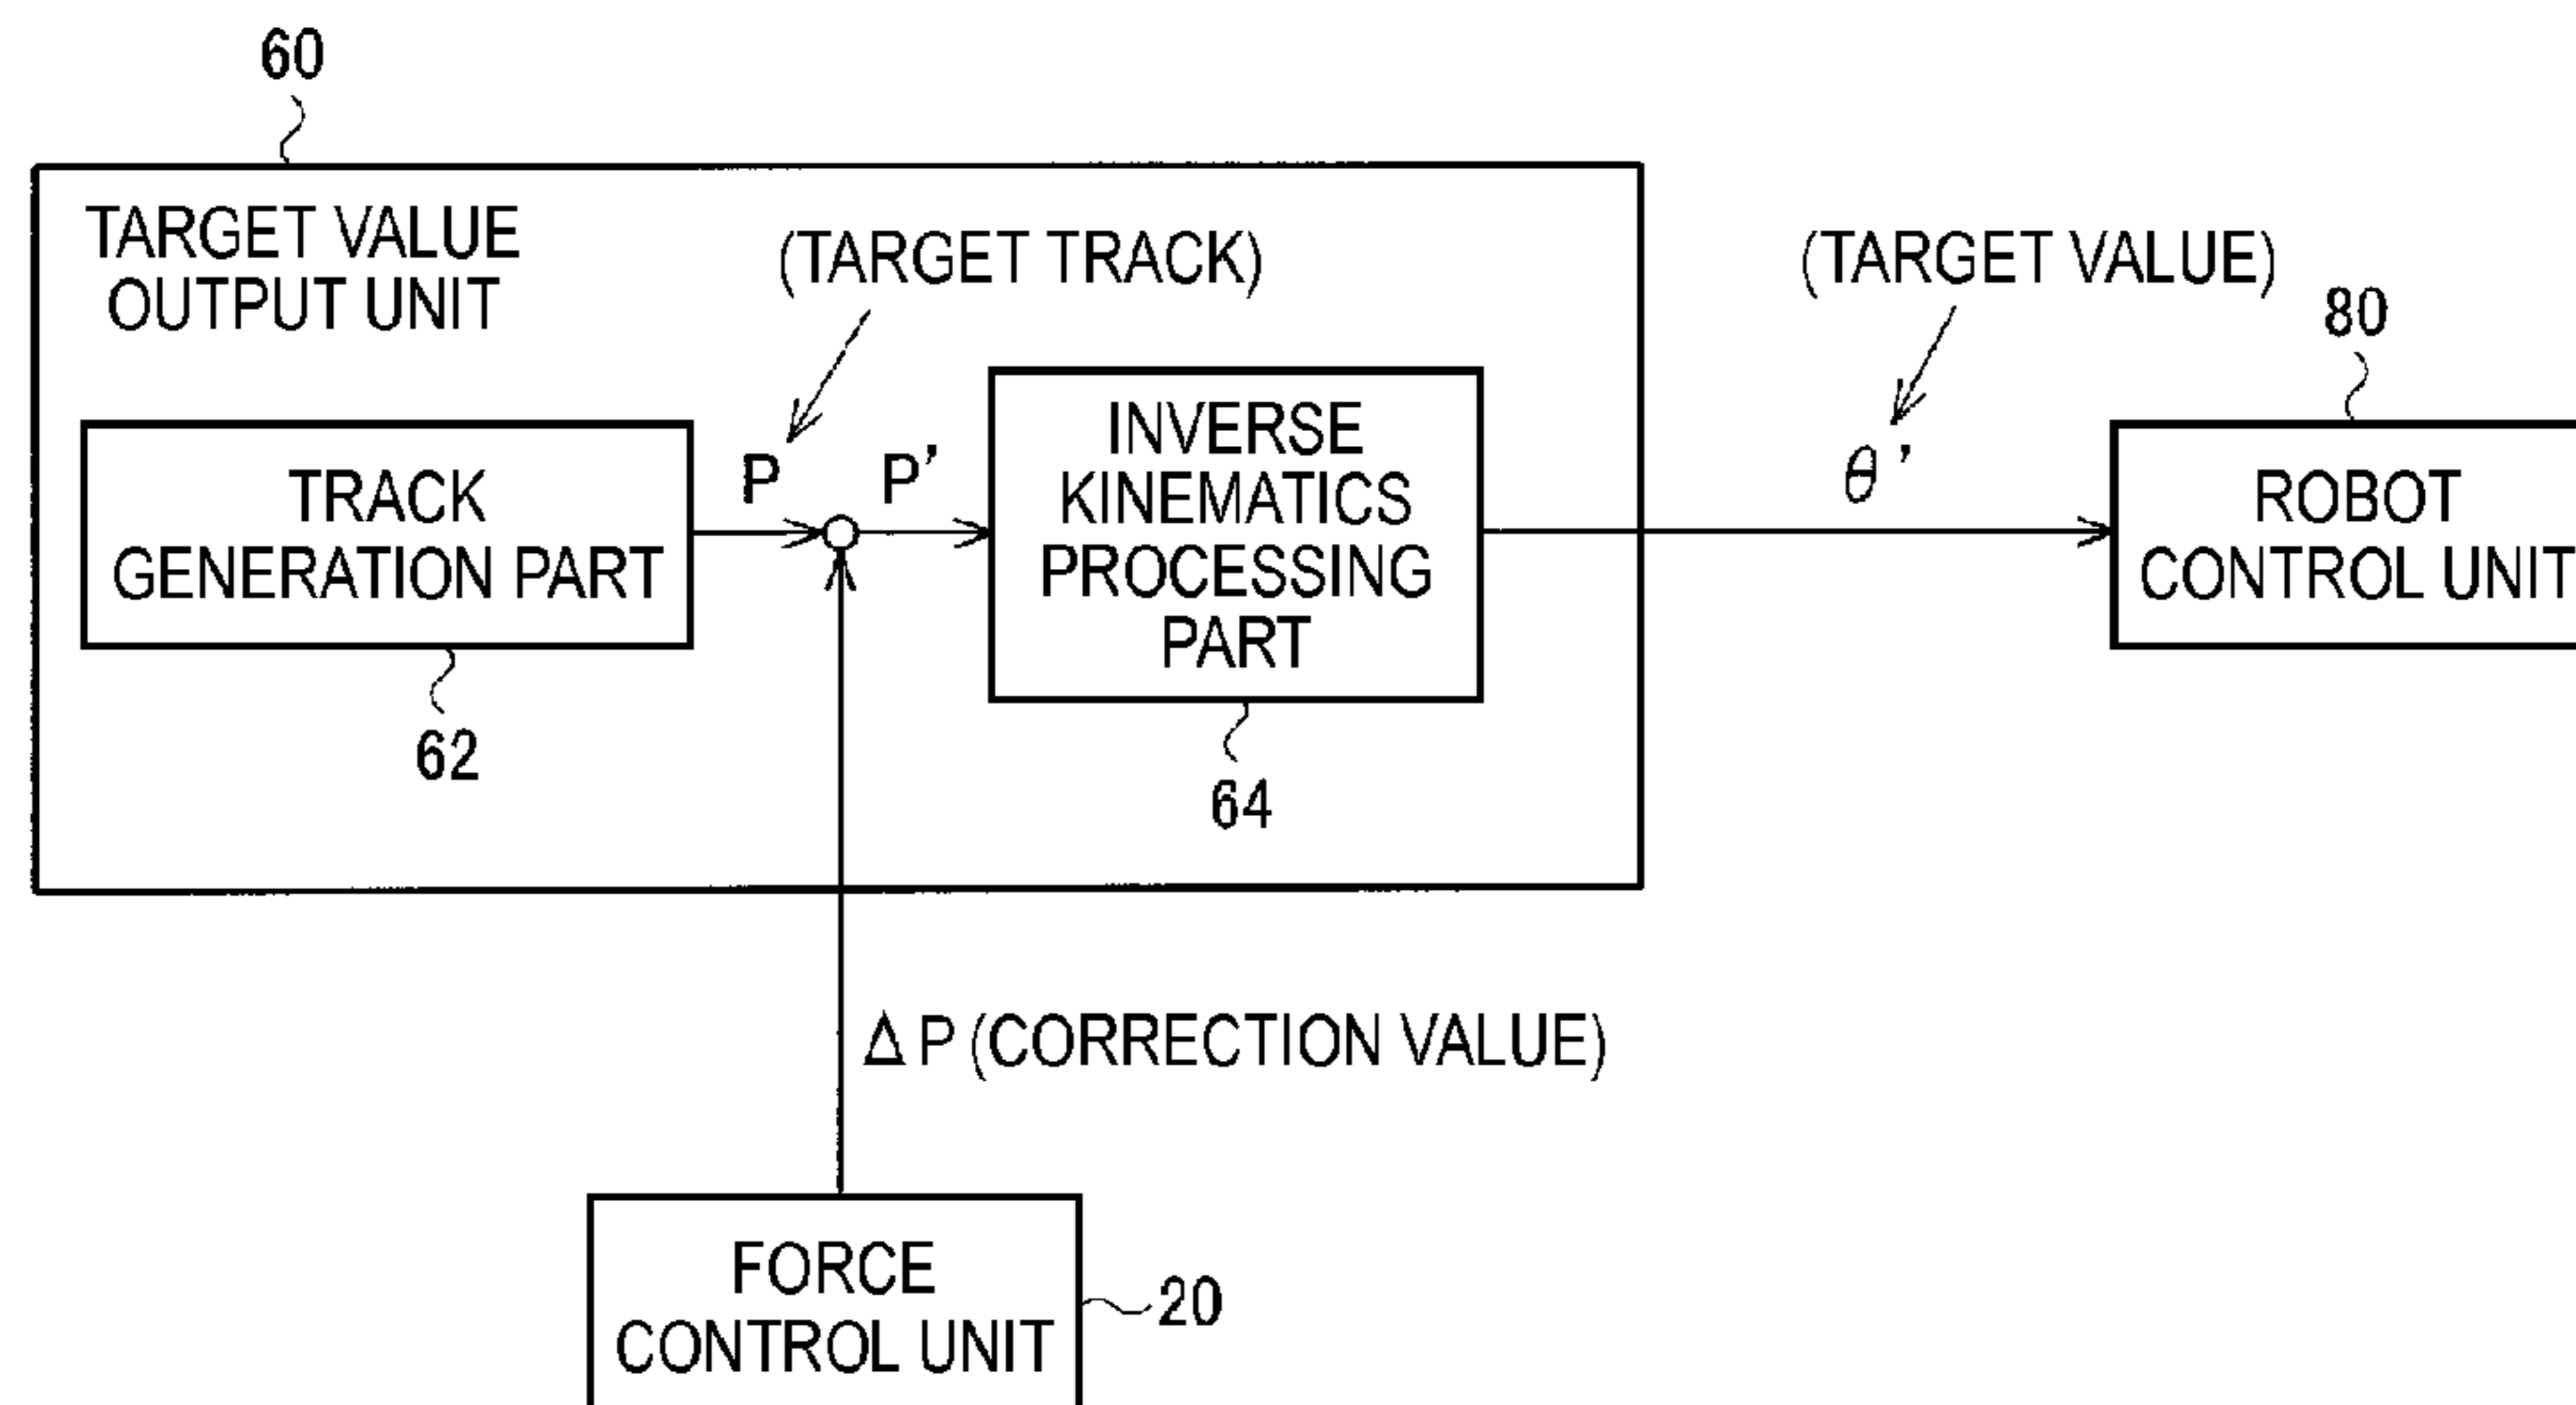 60
TARGET VALUE
OUTPUT UNIT
(TARGET TRACK)
(TARGET VALUE)
80
TRACK
GENERATION PART
P
P'
INVERSE
KINEMATICS
PROCESSING
PART
θ'
ROBOT
CONTROL UNIT
62
64
ΔP (CORRECTION VALUE)
FORCE
CONTROL UNIT
20